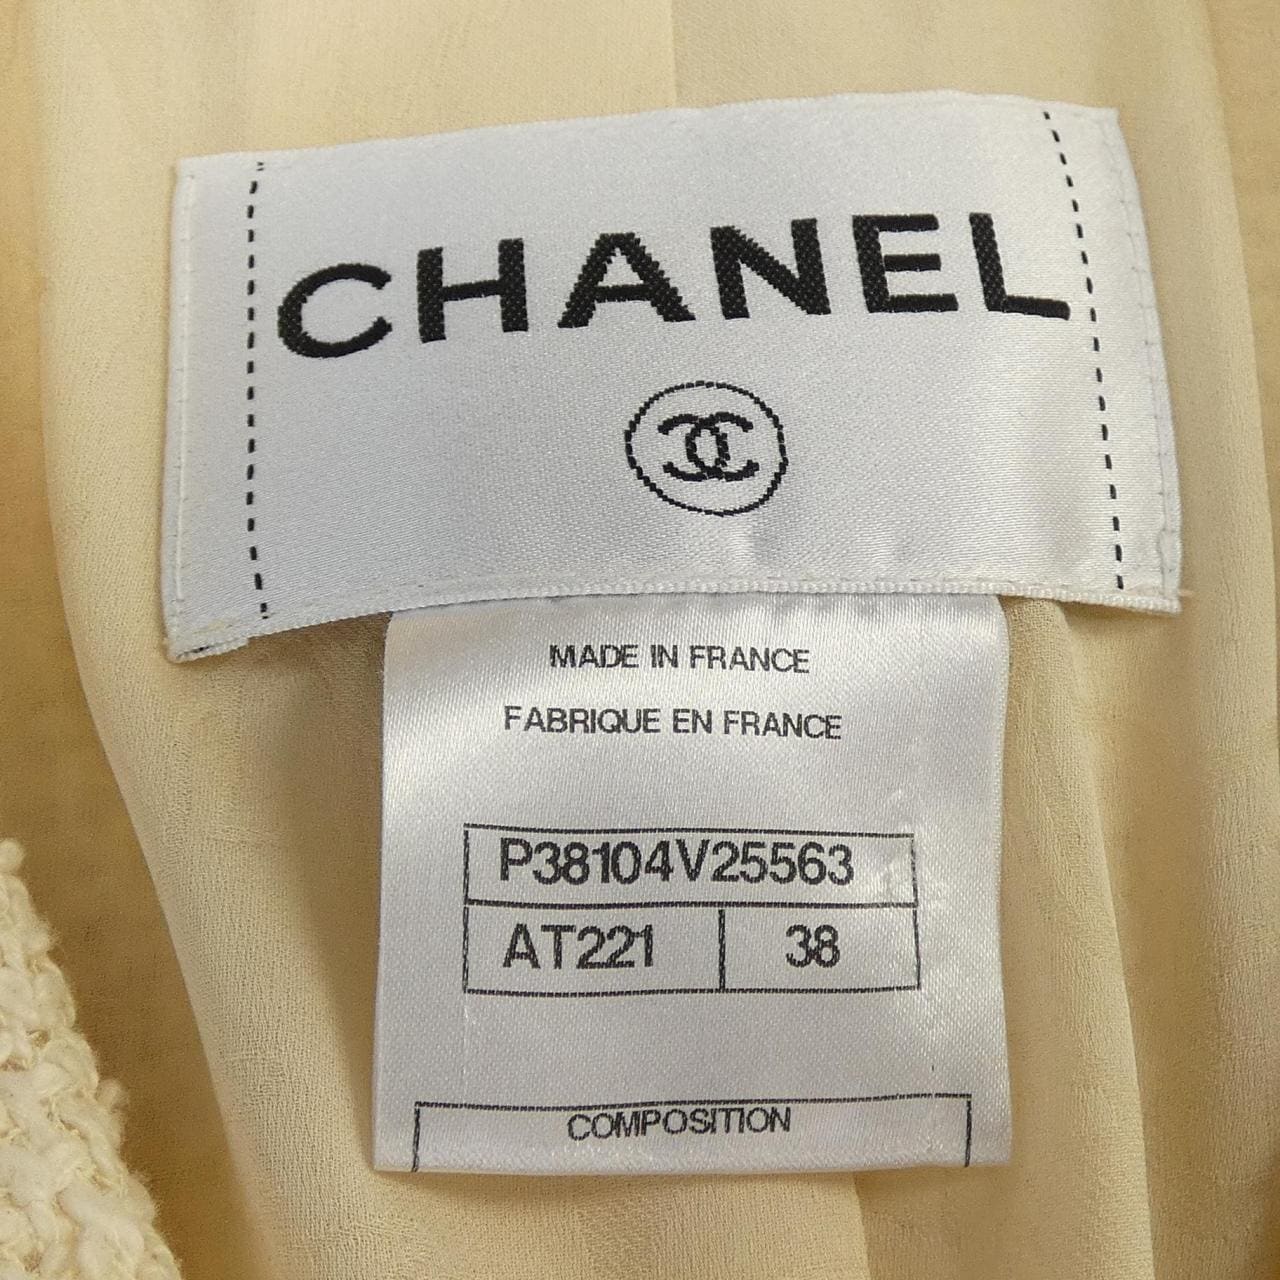 CHANEL
MADE IN FRANCE
FABRIQUE EN FRANCE
P38104V25563
AT221 38
COMPOSITION